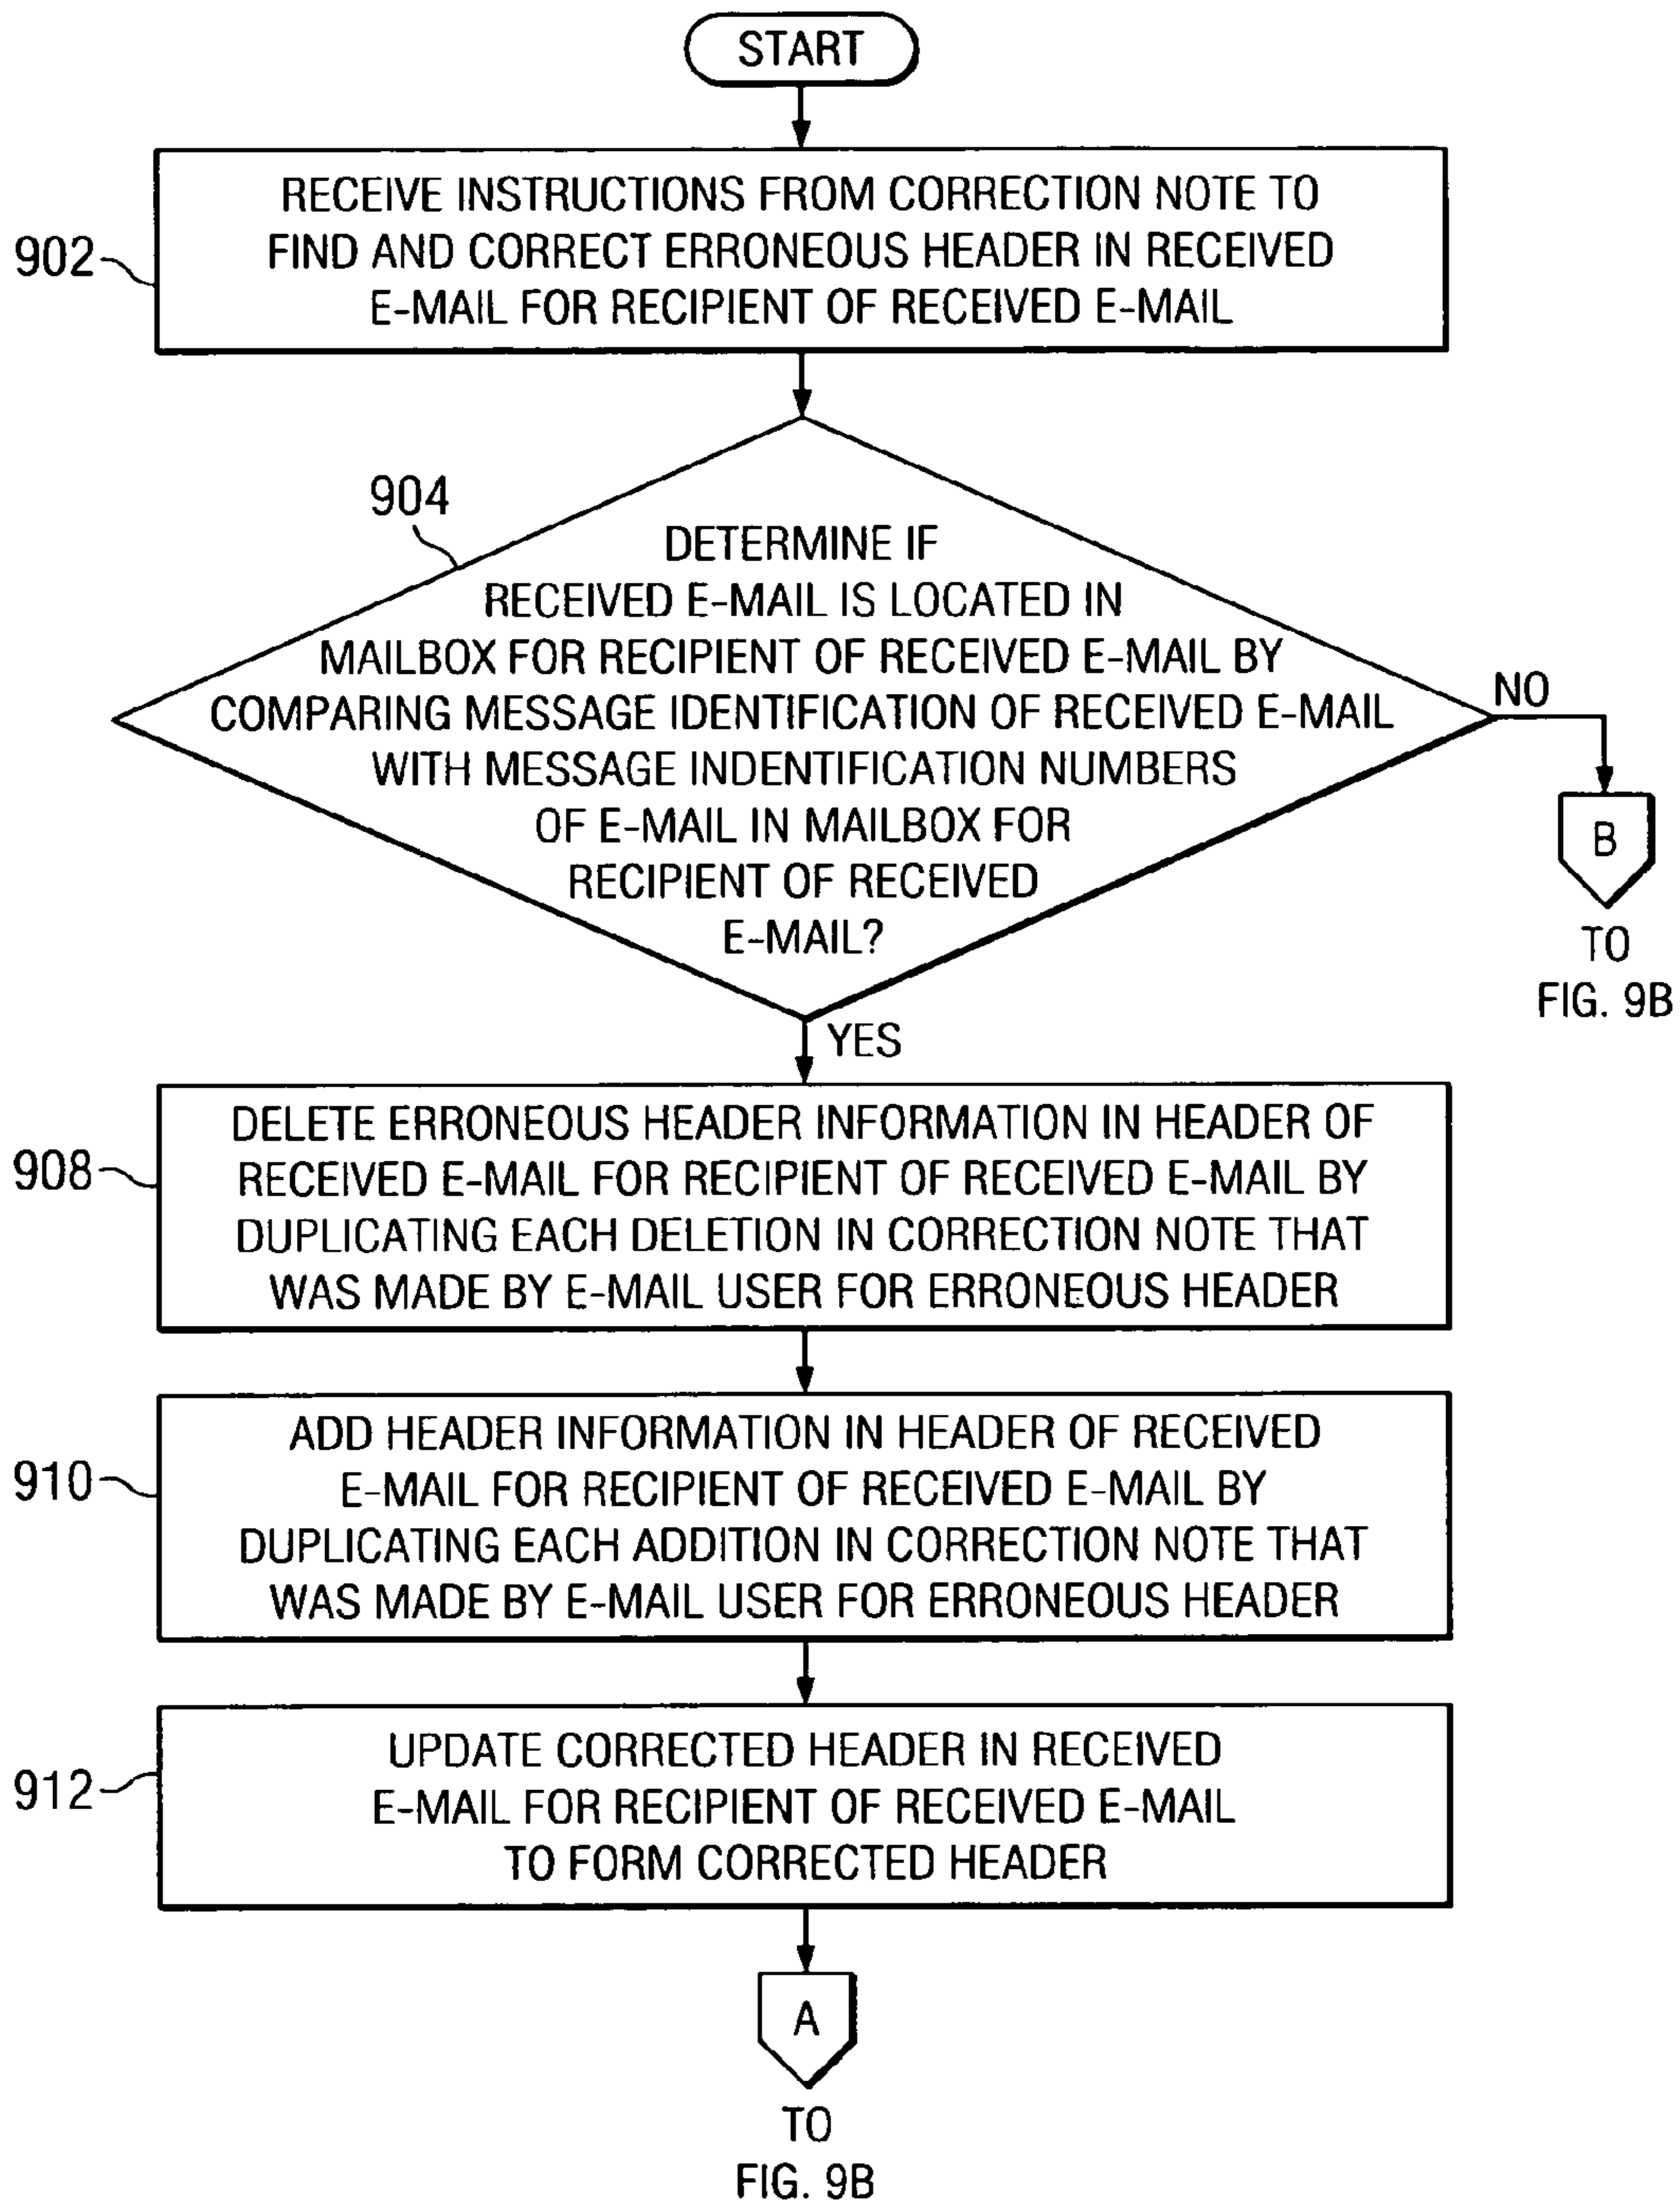 START
902
RECEIVE INSTRUCTIONS FROM CORRECTION NOTE TO
FIND AND CORRECT ERRONEOUS HEADER IN RECEIVED
E-MAIL FOR RECIPIENT OF RECEIVED E-MAIL
904
DETERMINE IF
RECEIVED E-MAIL IS LOCATED IN
MAILBOX FOR RECIPIENT OF RECEIVED E-MAIL BY
COMPARING MESSAGE IDENTIFICATION OF RECEIVED E-MAIL
WITH MESSAGE INDENTIFICATION NUMBERS
OF E-MAIL IN MAILBOX FOR
RECIPIENT OF RECEIVED
E-MAIL?
NO
B
TO
FIG. 9B
YES
908
DELETE ERRONEOUS HEADER INFORMATION IN HEADER OF
RECEIVED E-MAIL FOR RECIPIENT OF RECEIVED E-MAIL BY
DUPLICATING EACH DELETION IN CORRECTION NOTE THAT
WAS MADE BY E-MAIL USER FOR ERRONEOUS HEADER
910
ADD HEADER INFORMATION IN HEADER OF RECEIVED
E-MAIL FOR RECIPIENT OF RECEIVED E-MAIL BY
DUPLICATING EACH ADDITION IN CORRECTION NOTE THAT
WAS MADE BY E-MAIL USER FOR ERRONEOUS HEADER
912
UPDATE CORRECTED HEADER IN RECEIVED
E-MAIL FOR RECIPIENT OF RECEIVED E-MAIL
TO FORM CORRECTED HEADER
A
TO
FIG. 9B